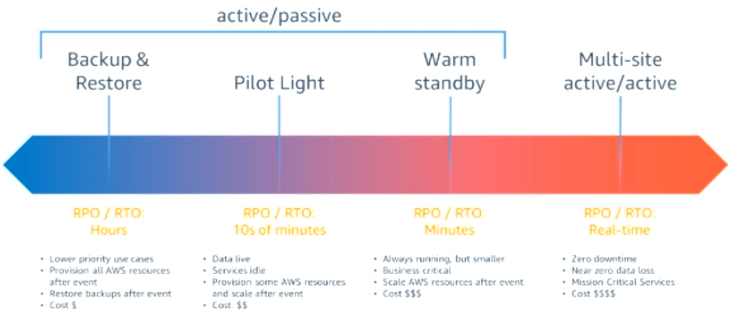 active/passive
Backup &
Restore
Pilot Light
Warm
standby
Multi-site
active/active
RPO / RTO:
Hours
RPO / RTO:
10s of minutes
RPO / RTO:
Minutes
RPO / RTO:
Real-time
• Lower priority use cases
• Provision all AWS resources
after event
• Restore backups after event
• Cost $
• Data live
• Services idle
• Provision some AWS resources
and scale after event
• Cost: $$
• Always running, but smaller
• Business critical
• Scale AWS resources after event
• Cost $$$
• Zero downtime
• Near zero data loss
• Mission Critical Services
• Cost $$$$